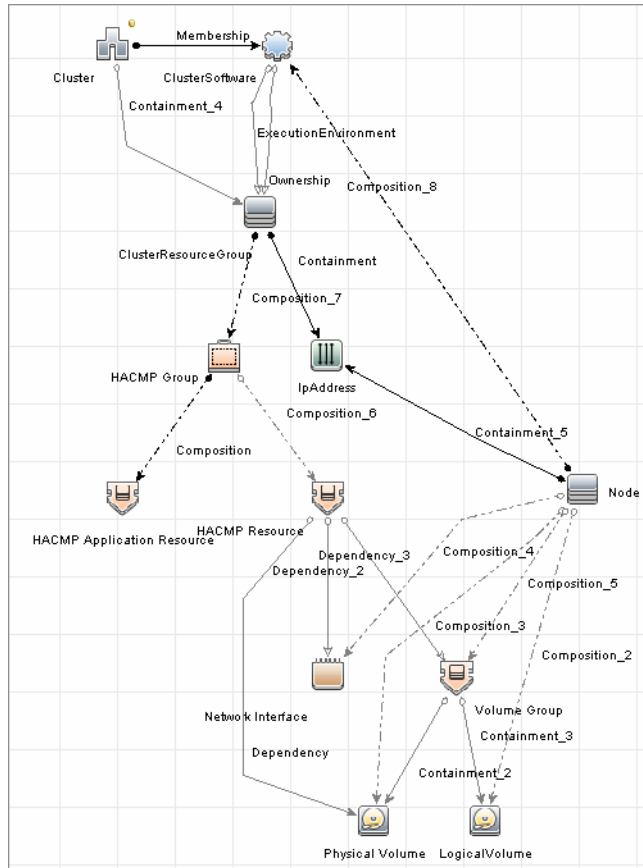 Membership
Cluster
ClusterSoftware
Containment_4
ExecutionEnvironment
Ownership
Composition_8
ClusterResourceGroup
Containment
Composition_7
HACMP Group
IpAddress
Composition_6
Containment_5
Composition
Node
HACMP Application Resource
HACMP Resource
Dependency_3
Dependency_2
Composition_4
Composition_5
Composition_3
Composition_2
Network Interface
Volume Group
Containment_3
Dependency
Containment_2
Physical Volume
LogicalVolume